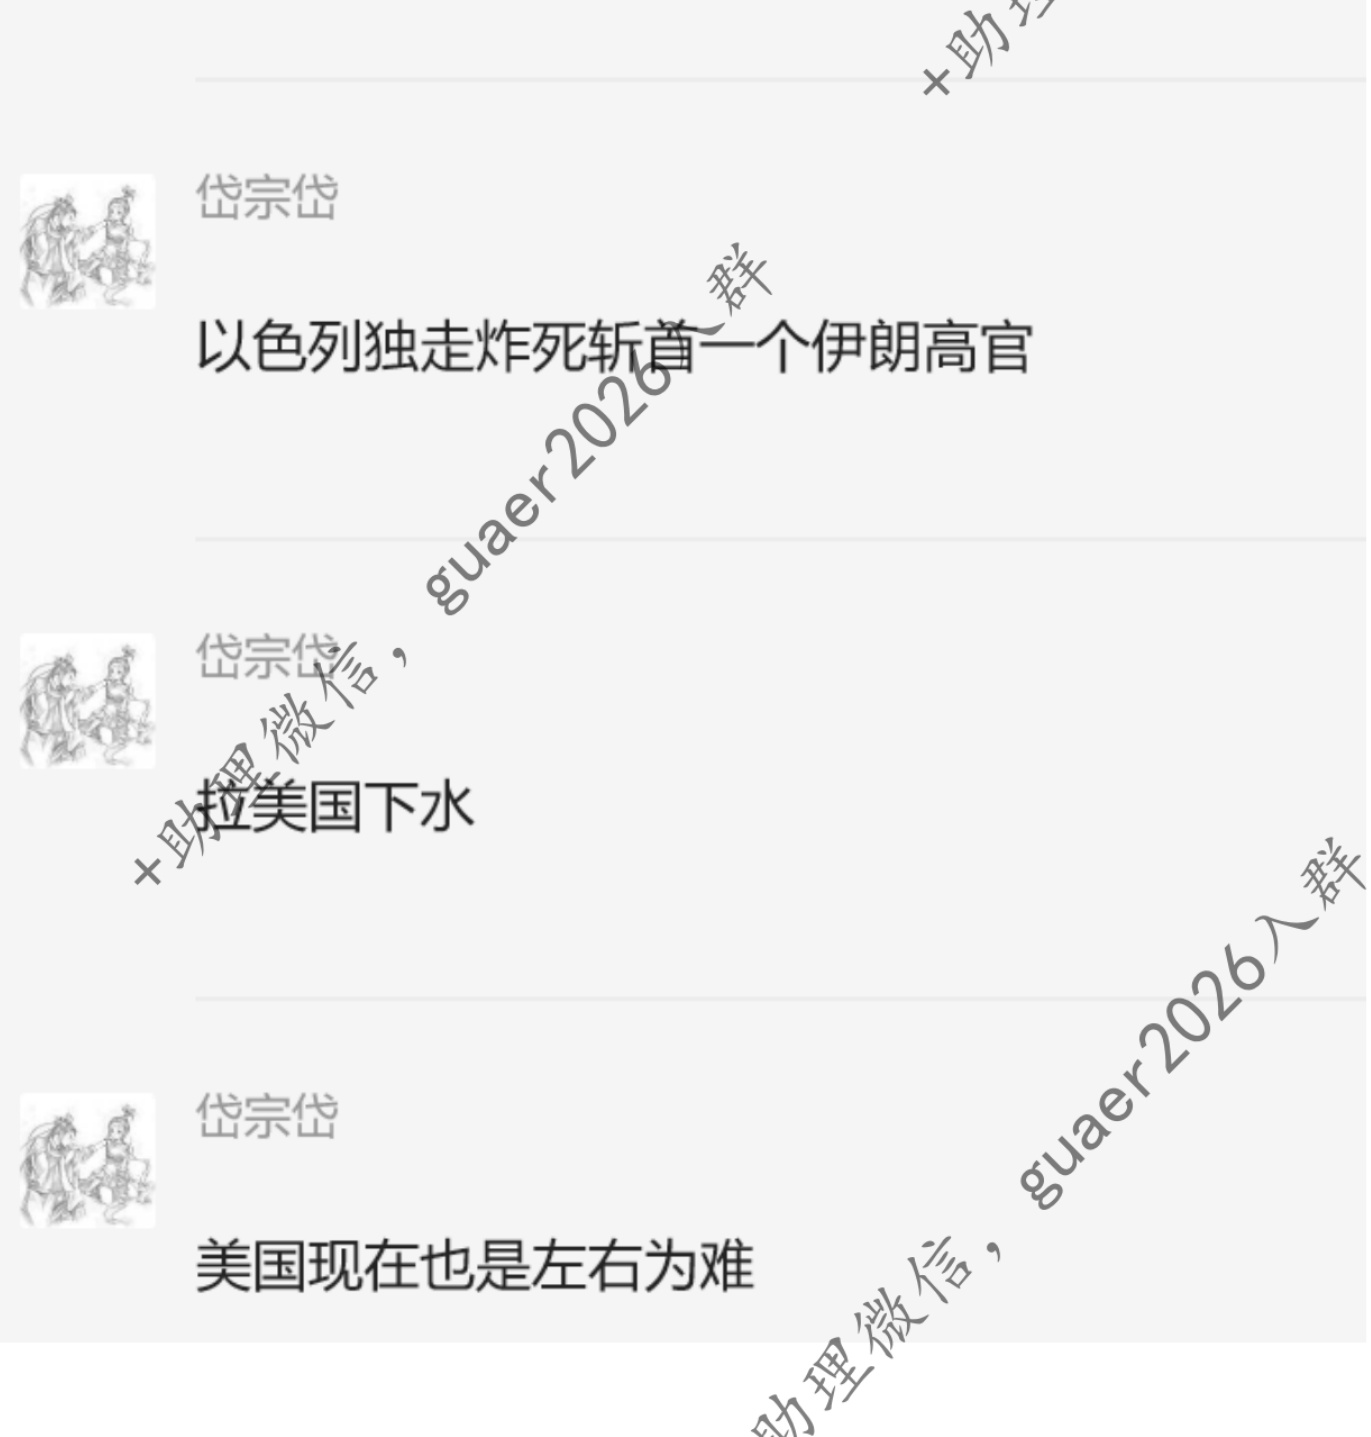 +助理
岱宗岱
以色列独走炸死斩首一个伊朗高官
岱宗岱
拉美国下水
+助理微信，guaer2026入群
岱宗岱
美国现在也是左右为难
助理微信，guaer2026入群